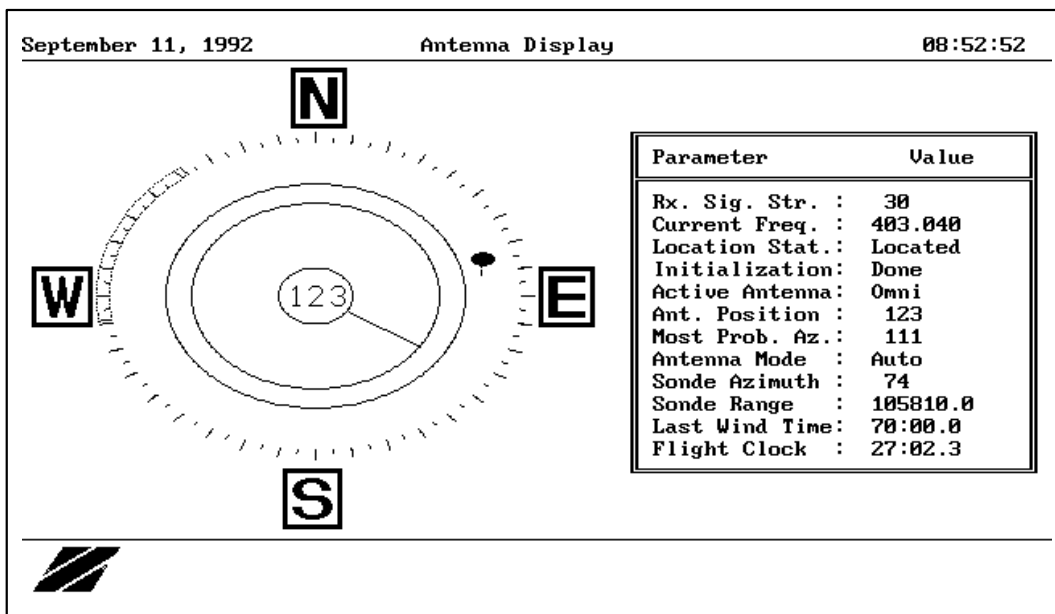 September 11, 1992 Antenna Display 08:52:52
N
W
E
S
123
Parameter Value
Rx. Sig. Str. : 30
Current Freq. : 403.040
Location Stat.: Located
Initialization: Done
Active Antenna: Omni
Ant. Position : 123
Most Prob. Az.: 111
Antenna Mode : Auto
Sonde Azimuth : 74
Sonde Range : 105810.0
Last Wind Time: 70:00.0
Flight Clock : 27:02.3